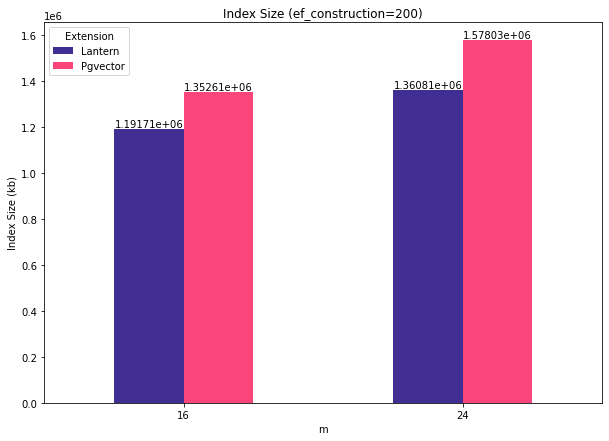 Index Size (ef_construction=200)
1e6
Extension
Lantern
Pgvector
1.6
1.4
1.2
1.0
0.8
0.6
0.4
0.2
0.0
Index Size (kb)
1.19171e+06
1.35261e+06
1.36081e+06
1.57803e+06
16
24
m